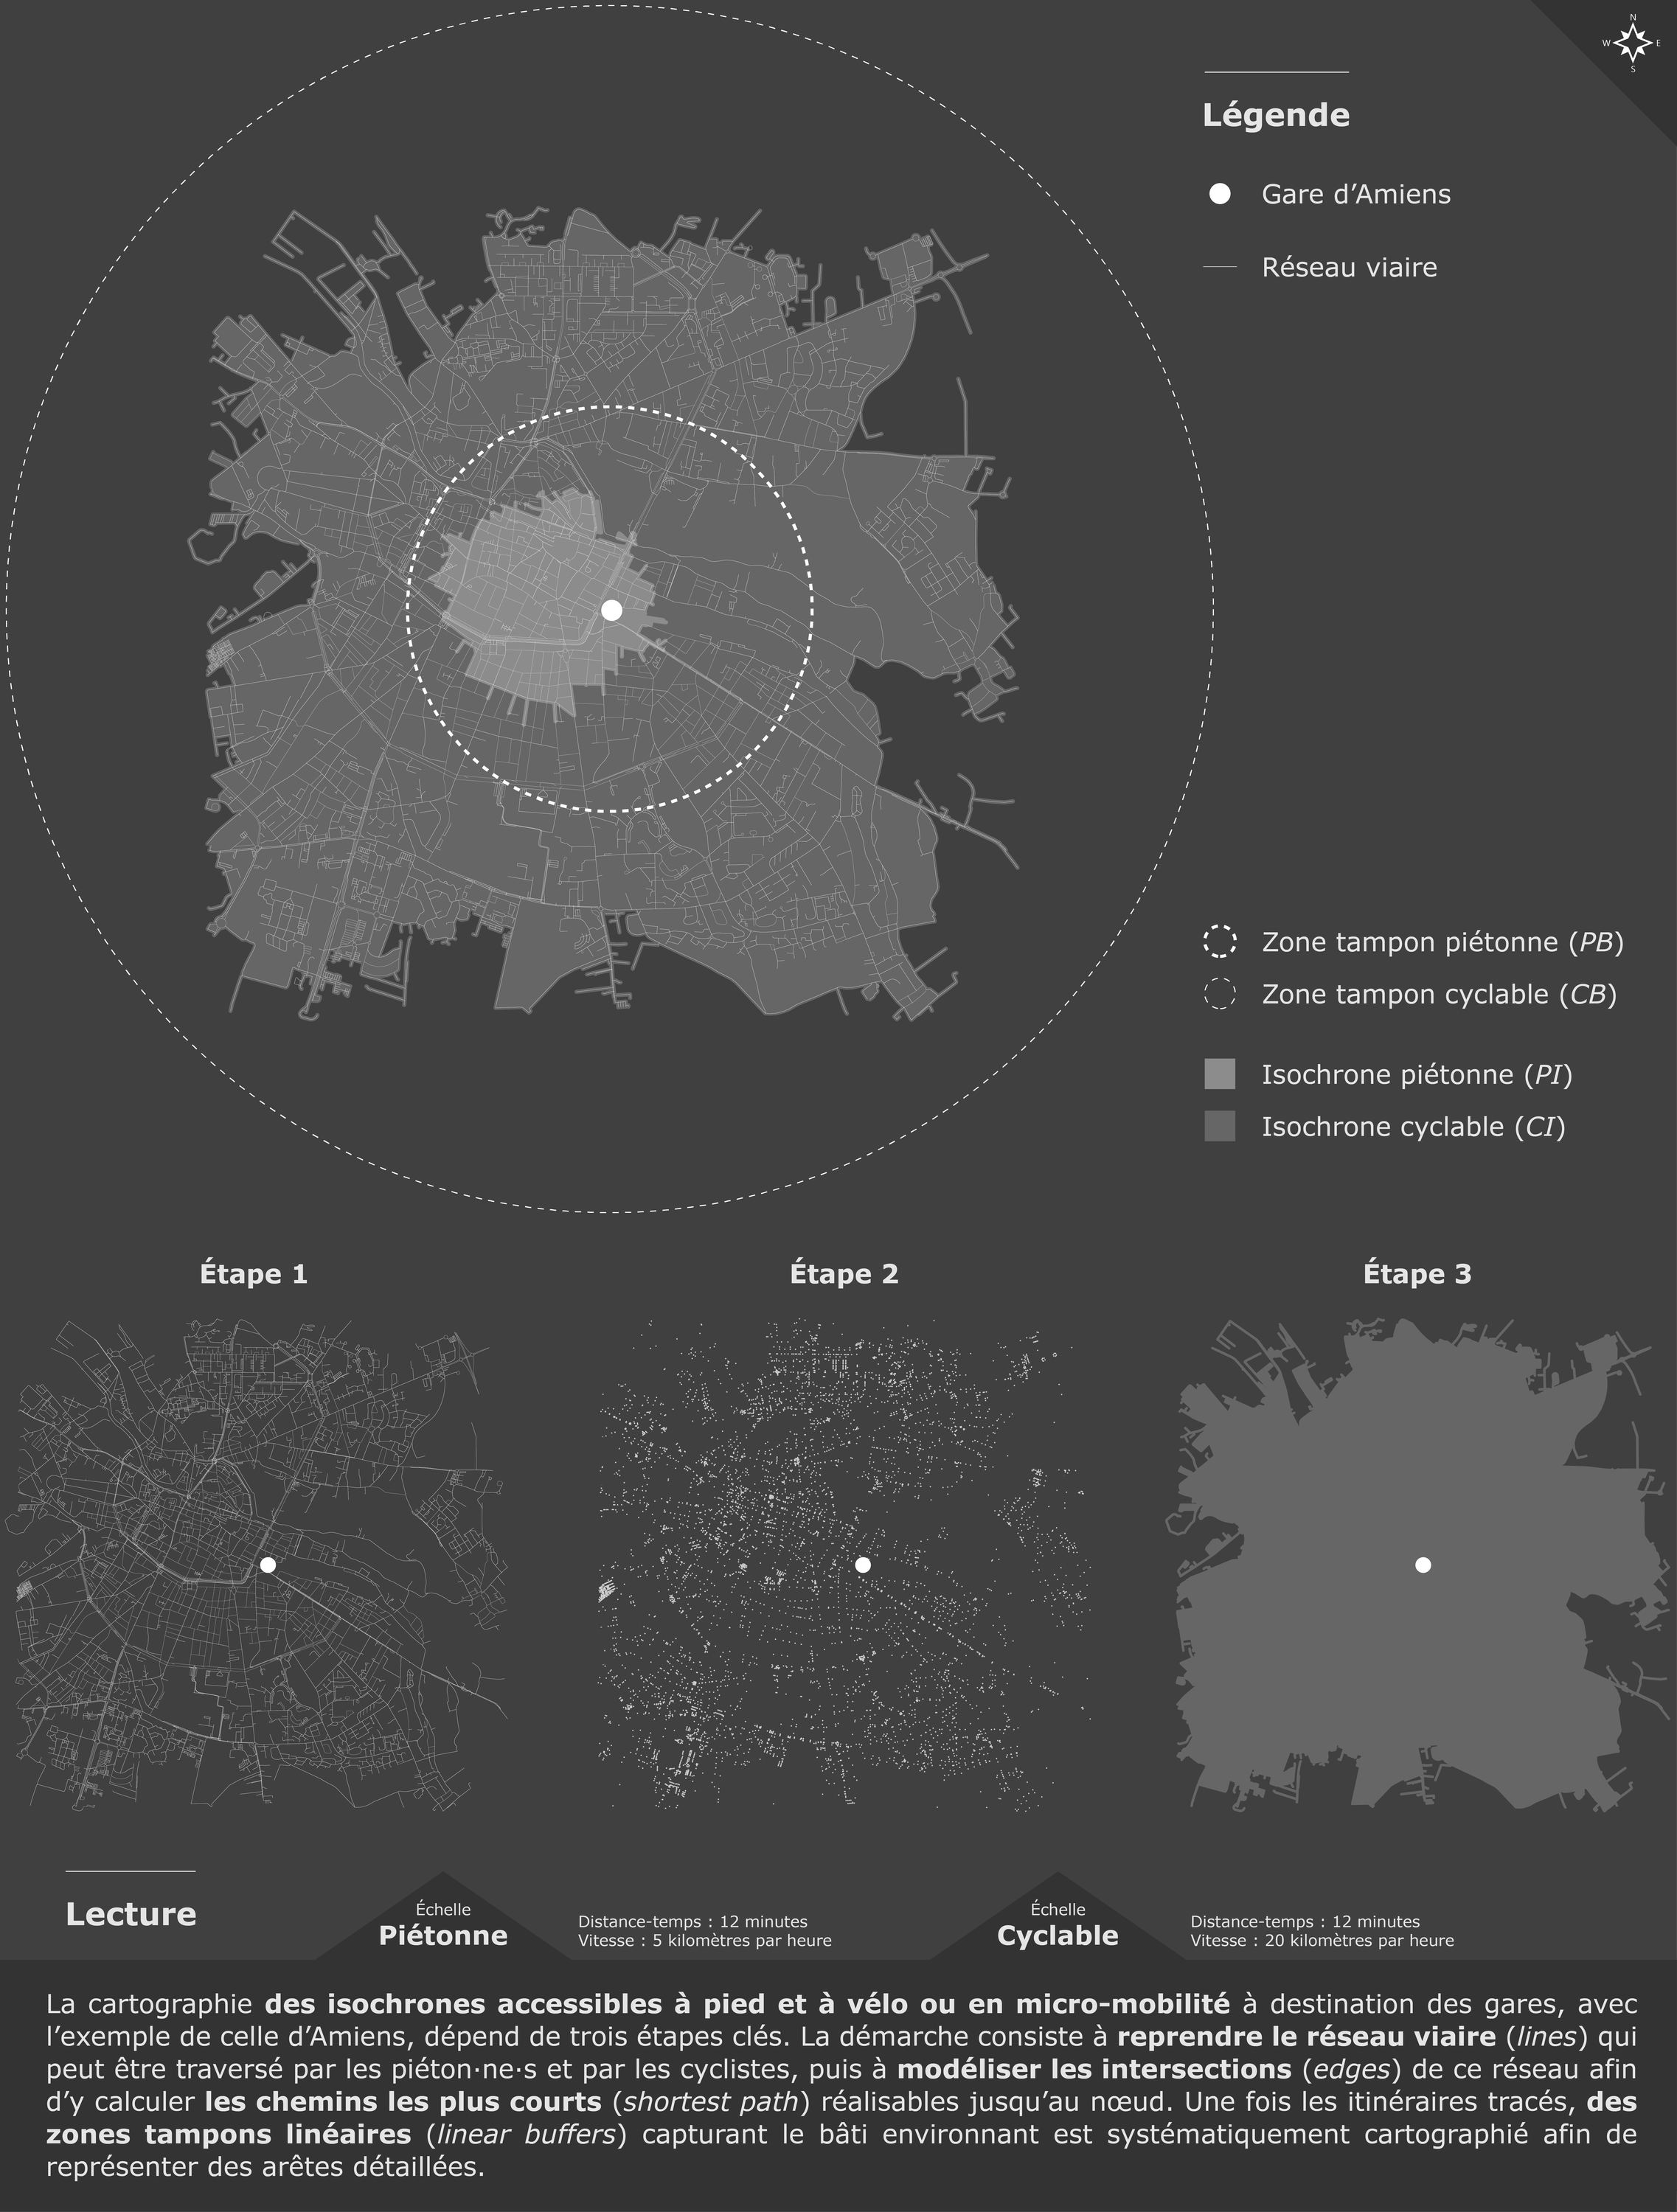 N
W E
S
Légende
Gare d’Amiens
Réseau viaire
Zone tampon piétonne (PB)
Zone tampon cyclable (CB)
Isochrone piétonne (PI)
Isochrone cyclable (CI)
Étape 1
Étape 2
Étape 3
Lecture
Échelle
Piétonne
Distance-temps : 12 minutes
Vitesse : 5 kilomètres par heure
Échelle
Cyclable
Distance-temps : 12 minutes
Vitesse : 20 kilomètres par heure
La cartographie des isochrones accessibles à pied et à vélo ou en micro-mobilité à destination des gares, avec
l’exemple de celle d’Amiens, dépend de trois étapes clés. La démarche consiste à reprendre le réseau viaire (lines) qui
peut être traversé par les piéton·ne·s et par les cyclistes, puis à modéliser les intersections (edges) de ce réseau afin
d’y calculer les chemins les plus courts (shortest path) réalisables jusqu’au nœud. Une fois les itinéraires tracés, des
zones tampons linéaires (linear buffers) capturant le bâti environnant est systématiquement cartographié afin de
représenter des arêtes détaillées.